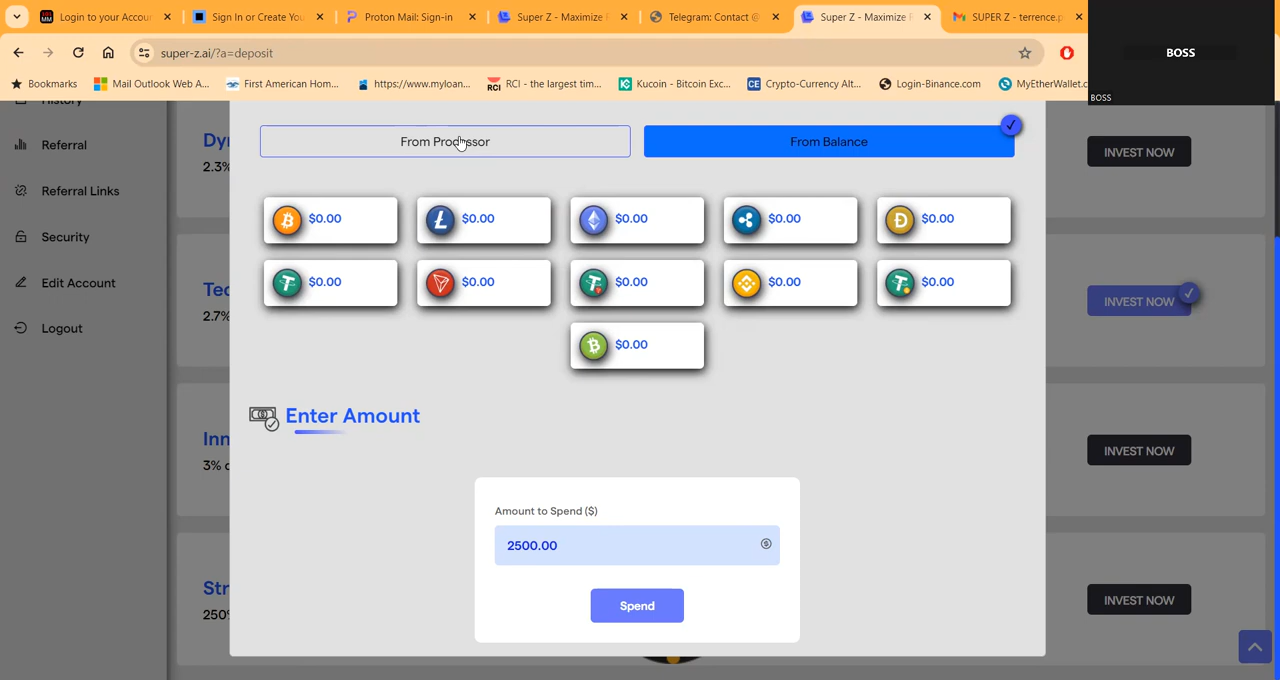 Login to your Accou
Sign In or Create You
Proton Mail: Sign-in
Super Z - Maximize P
Telegram: Contact @
Super Z - Maximize P
SUPER Z - terrence.p
super-z.ai/?a=deposit
Bookmarks
Mail Outlook Web A...
First American Hom...
https://www.myloan...
RCI - the largest tim...
Kucoin - Bitcoin Exc...
Crypto-Currency Alt...
Login-Binance.com
MyEtherWallet.c
BOSS
BOSS
History
Referral
Referral Links
Security
Edit Account
Logout
Dy
2.3%
INVEST NOW
Te
2.7%
INVEST NOW
Inn
3% c
INVEST NOW
Str
250%
INVEST NOW
From Processor
From Balance
$0.00
$0.00
$0.00
$0.00
$0.00
$0.00
$0.00
$0.00
$0.00
$0.00
$0.00
Enter Amount
Amount to Spend ($)
2500.00
Spend